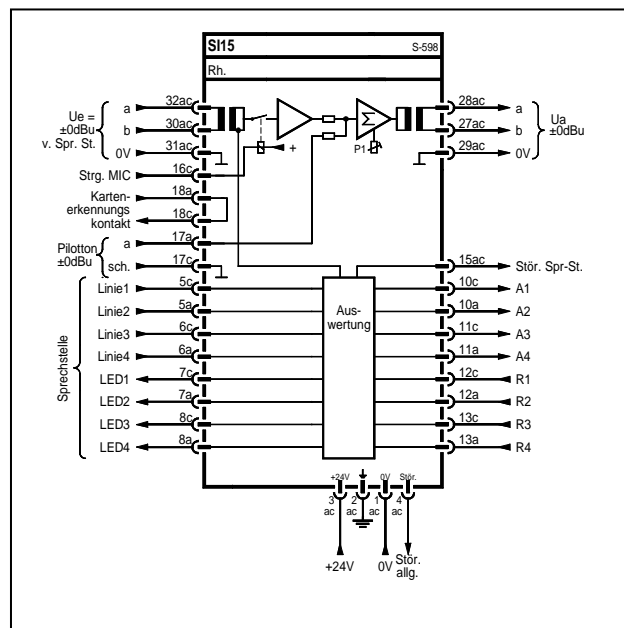 SI15 S-598
Rh.
Ue =
±0dBu
v. Spr. St.
a 32ac 28ac a
b 30ac 27ac b
0V 31ac 29ac 0V
Ua
±0dBu
Σ
P1
+
Strg. MIC 16c
Karten-
erkennungs
kontakt
18a
18c
Pilotton
±0dBu
a 17a
sch. 17c 15ac Stör. Spr-St.
Sprechstelle
Aus-
wertung
Linie1 5c 10c A1
Linie2 5a 10a A2
Linie3 6c 11c A3
Linie4 6a 11a A4
LED1 7c 12c R1
LED2 7a 12a R2
LED3 8c 13c R3
LED4 8a 13a R4
+24V 0V Stör.
3 2 1 4
ac ac ac ac
+24V 0V Stör.
allg.